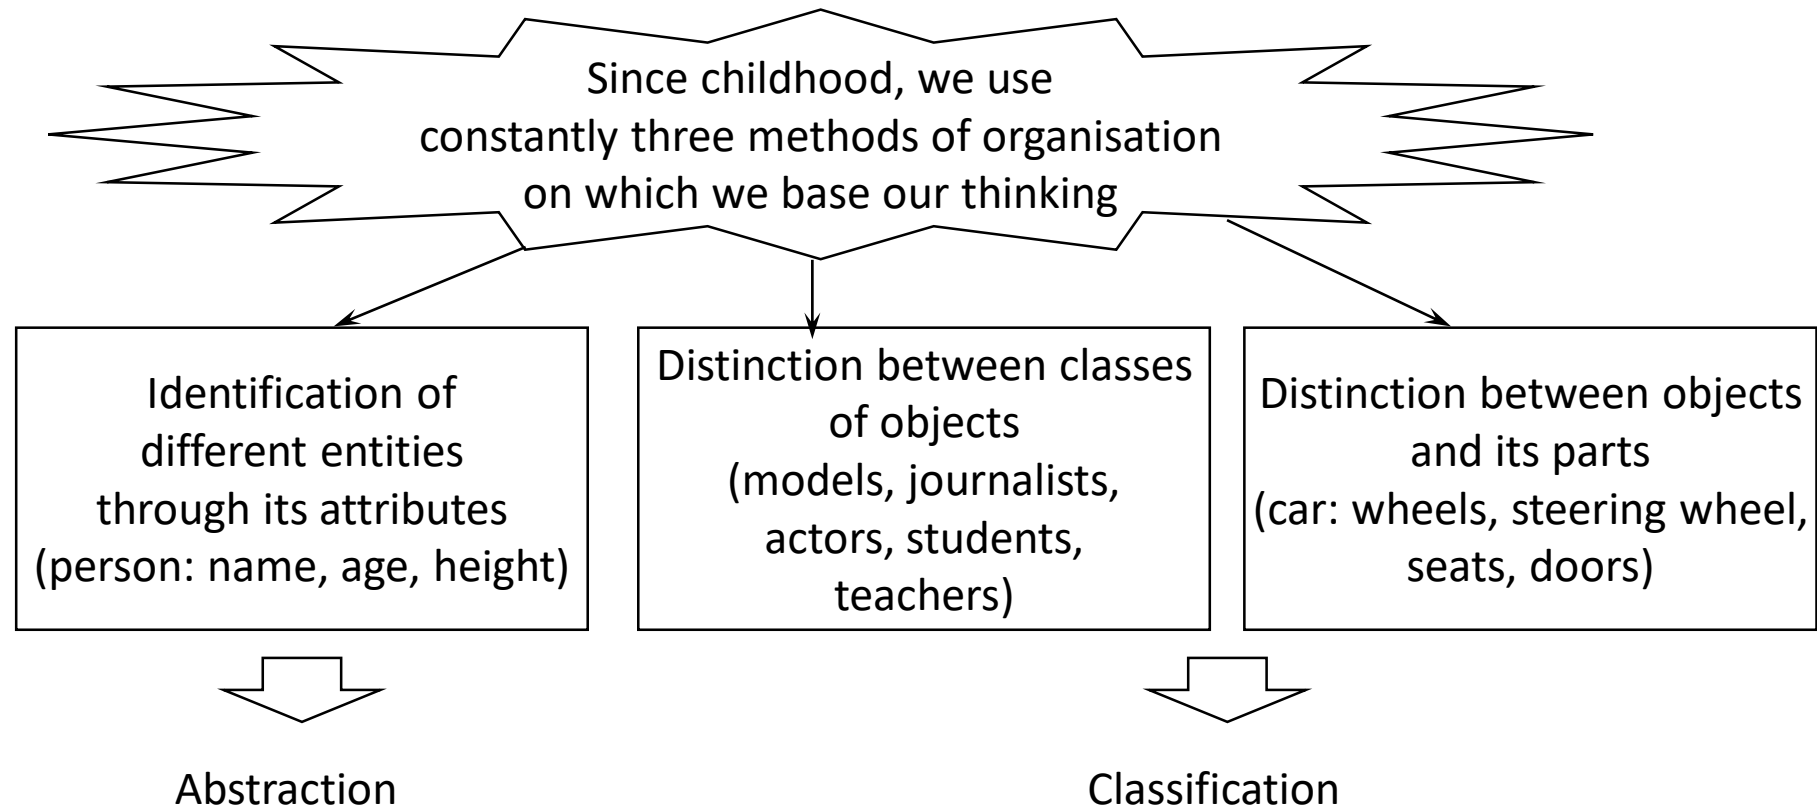 Since childhood, we use
constantly three methods of organisation
on which we base our thinking
Identification of
different entities
through its attributes
(person: name, age, height)
Distinction between classes
of objects
(models, journalists,
actors, students,
teachers)
Distinction between objects
and its parts
(car: wheels, steering wheel,
seats, doors)
Abstraction
Classification